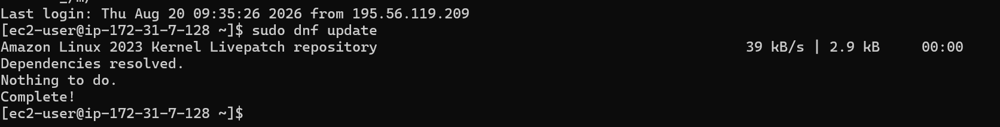 _/m/
Last login: Thu Aug 20 09:35:26 2026 from 195.56.119.209
[ec2-user@ip-172-31-7-128 ~]$ sudo dnf update
Amazon Linux 2023 Kernel Livepatch repository 39 kB/s | 2.9 kB 00:00
Dependencies resolved.
Nothing to do.
Complete!
[ec2-user@ip-172-31-7-128 ~]$